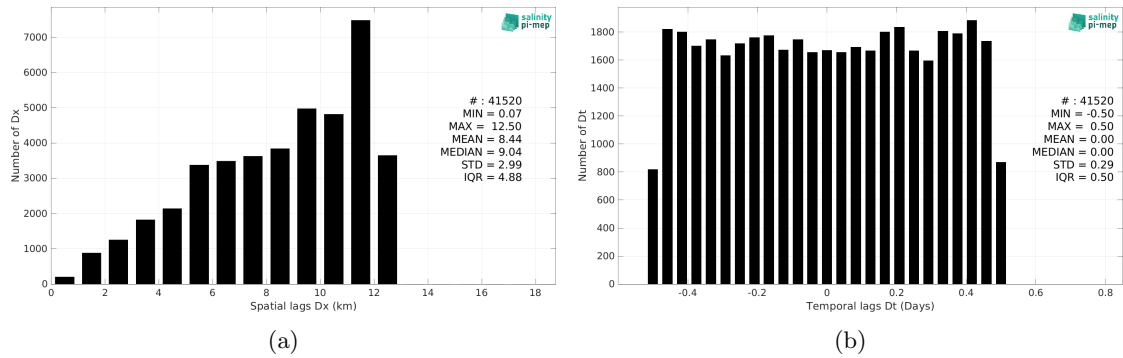 7000
6000
5000
4000
3000
2000
1000
0
Number of Dx
0 2 4 6 8 10 12 14 16 18
Spatial lags Dx (km)
salinity
pi-mep
# : 41520
MIN = 0.07
MAX = 12.50
MEAN = 8.44
MEDIAN = 9.04
STD = 2.99
IQR = 4.88
(a)
1800
1600
1400
1200
1000
800
600
400
200
0
Number of Dt
-0.4 -0.2 0 0.2 0.4 0.6 0.8
Temporal lags Dt (Days)
salinity
pi-mep
# : 41520
MIN = -0.50
MAX = 0.50
MEAN = 0.00
MEDIAN = 0.00
STD = 0.29
IQR = 0.50
(b)